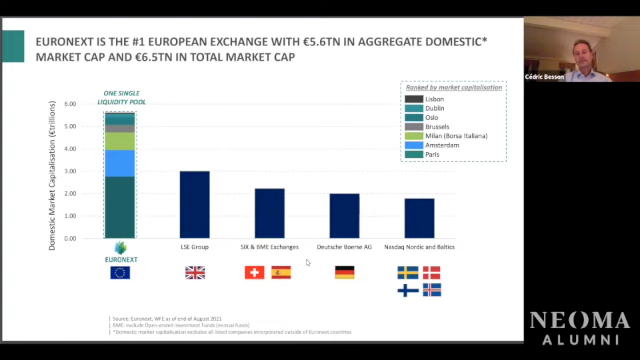 EURONEXT IS THE #1 EUROPEAN EXCHANGE WITH €5.6TN IN AGGREGATE DOMESTIC*
MARKET CAP AND €6.5TN IN TOTAL MARKET CAP
Cédric Besson
ONE SINGLE
LIQUIDITY POOL
Ranked by market capitalisation
Lisbon
Dublin
Oslo
Brussels
Milan (Borsa Italiana)
Amsterdam
Paris
Domestic Market Capitalisation (€trillions)
6.00
5.00
4.00
3.00
2.00
1.00
0.00
EURONEXT
LSE Group
SIX & BME Exchanges
Deutsche Boerse AG
Nasdaq Nordic and Baltics
Source: Euronext, WFE as of end of August 2021
BME: exclude Open-ended Investment Funds (mutual funds)
*Domestic market capitalisation excludes all listed companies incorporated outside of Euronext countries
NEOMA
ALUMNI